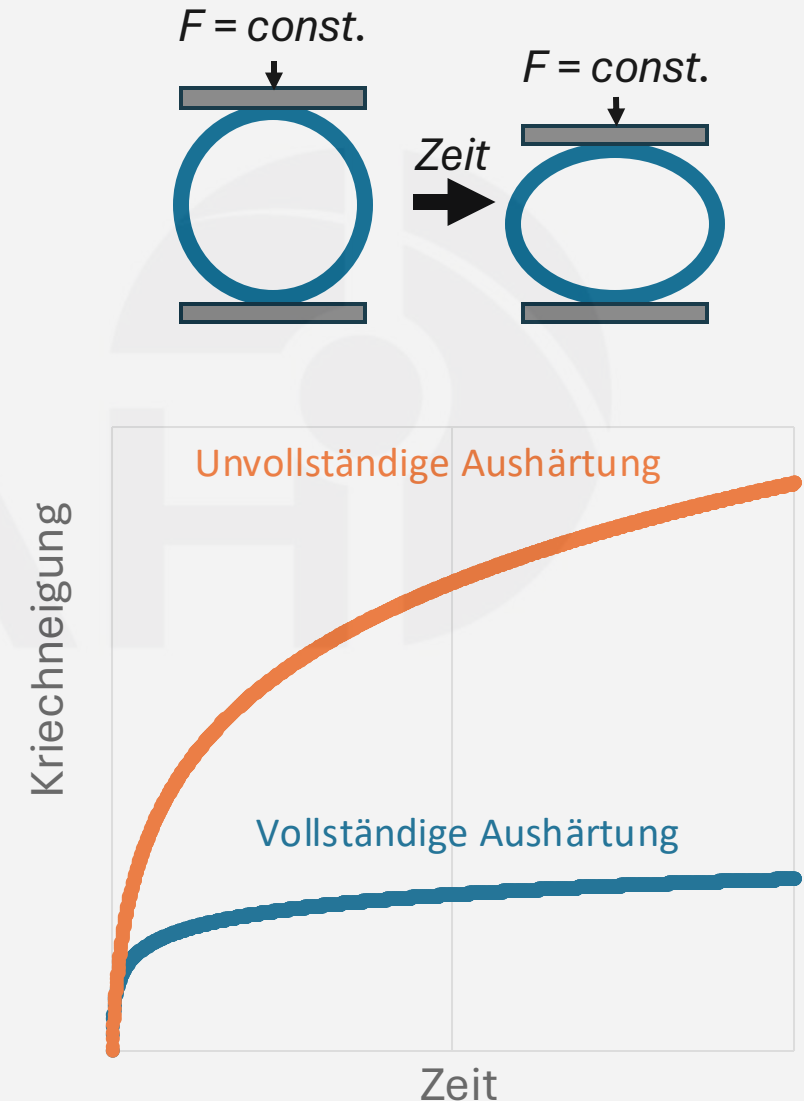 F = const.
F = const.
Zeit
Unvollständige Aushärtung
Kriechneigung
Vollständige Aushärtung
Zeit